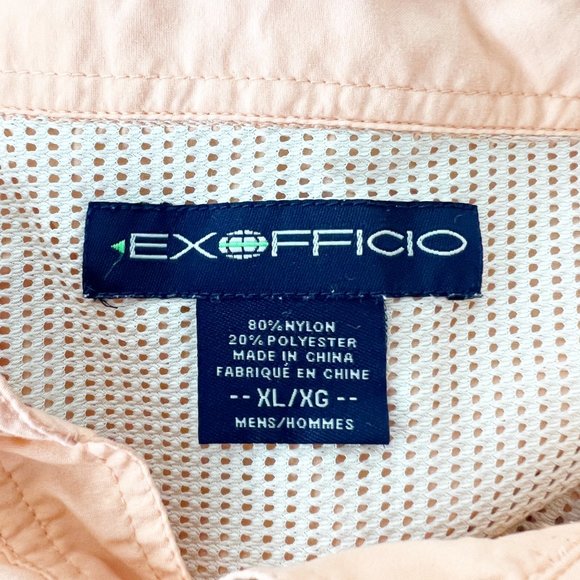 EXOFFICIO
80% NYLON
20% POLYESTER
MADE IN CHINA
FABRIQUÉ EN CHINE
-- XL/XG --
MENS/HOMMES